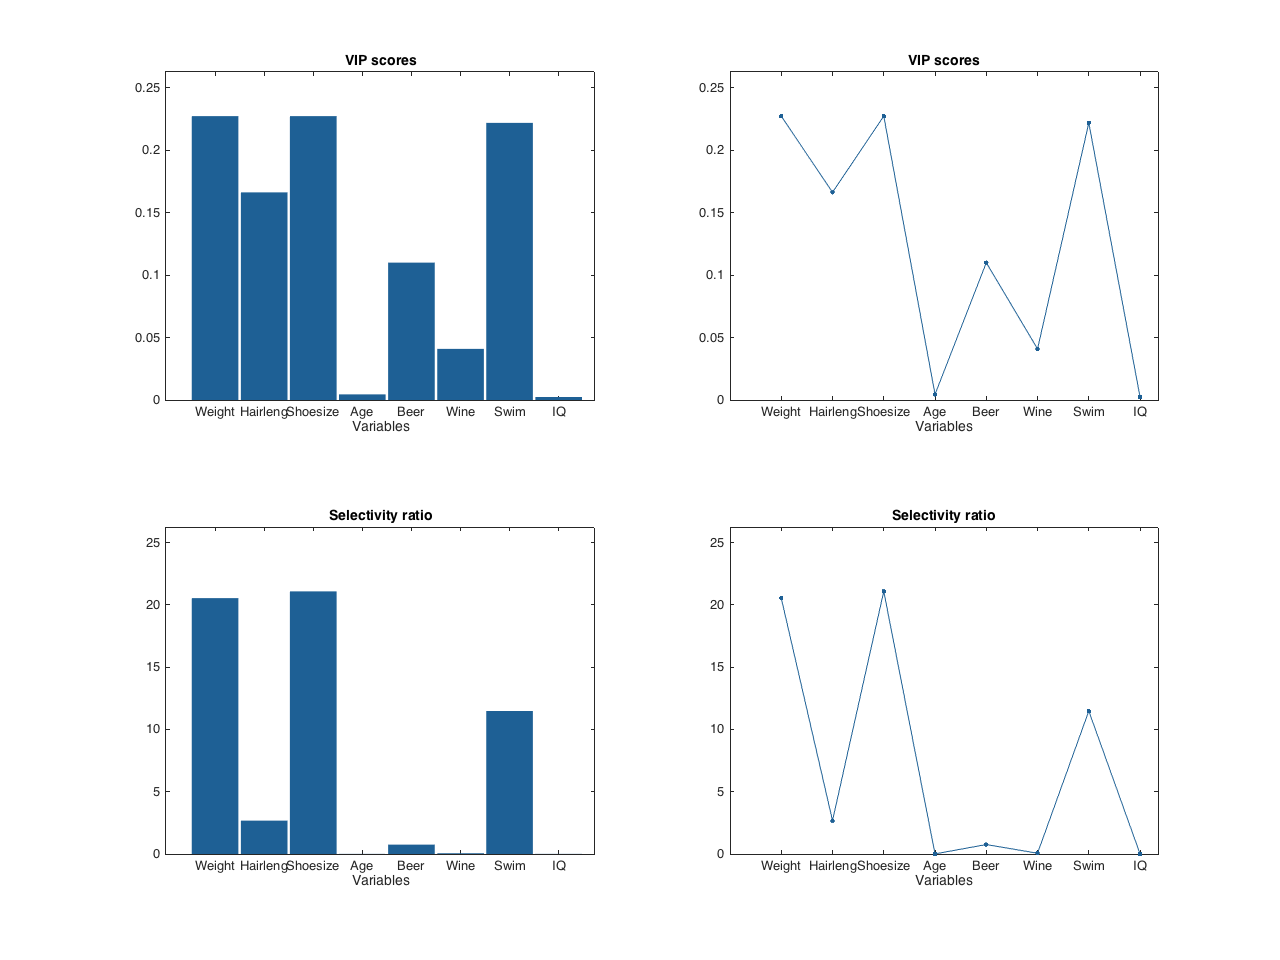 VIP scores
0.25
0.2
0.15
0.1
0.05
0
Weight Hairleng Shoesize Age Beer Wine Swim IQ
Variables
VIP scores
0.25
0.2
0.15
0.1
0.05
0
Weight Hairleng Shoesize Age Beer Wine Swim IQ
Variables
Selectivity ratio
25
20
15
10
5
0
Weight Hairleng Shoesize Age Beer Wine Swim IQ
Variables
Selectivity ratio
25
20
15
10
5
0
Weight Hairleng Shoesize Age Beer Wine Swim IQ
Variables